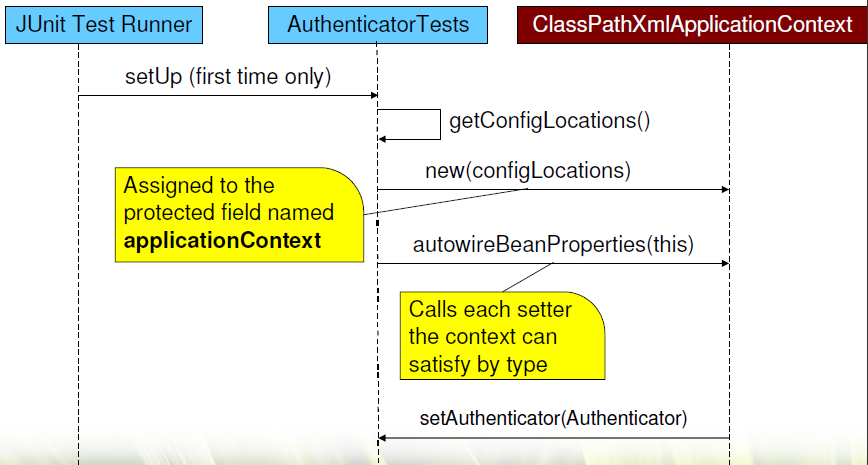 JUnit Test Runner
AuthenticatorTests
ClassPathXmlApplicationContext
setUp (first time only)
getConfigLocations()
new(configLocations)
Assigned to the
protected field named
applicationContext
autowireBeanProperties(this)
Calls each setter
the context can
satisfy by type
setAuthenticator(Authenticator)